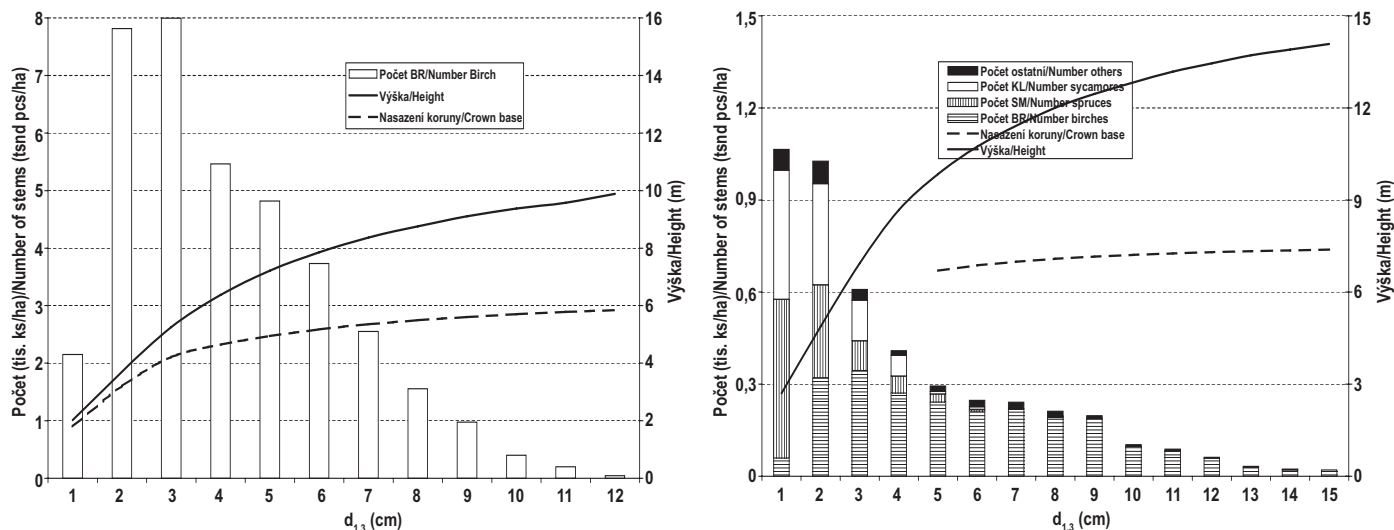 Počet (tis. ks/ha)/Number of stems (tsnd pcs/ha)
8
7
6
5
4
3
2
1
0
Počet BR/Number Birch
Výška/Height
Nasazení koruny/Crown base
16
14
12
10
8
6
4
2
0
Výška/Height (m)
1 2 3 4 5 6 7 8 9 10 11 12
d1,3 (cm)
Počet (tis. ks/ha)/Number of stems (tsnd pcs/ha)
1,5
1,2
0,9
0,6
0,3
0
Počet ostatní/Number others
Počet KL/Number sycamores
Počet SM/Number spruces
Počet BR/Number birches
Nasazení koruny/Crown base
Výška/Height
15
12
9
6
3
0
Výška/Height (m)
1 2 3 4 5 6 7 8 9 10 11 12 13 14 15
d1,3 (cm)